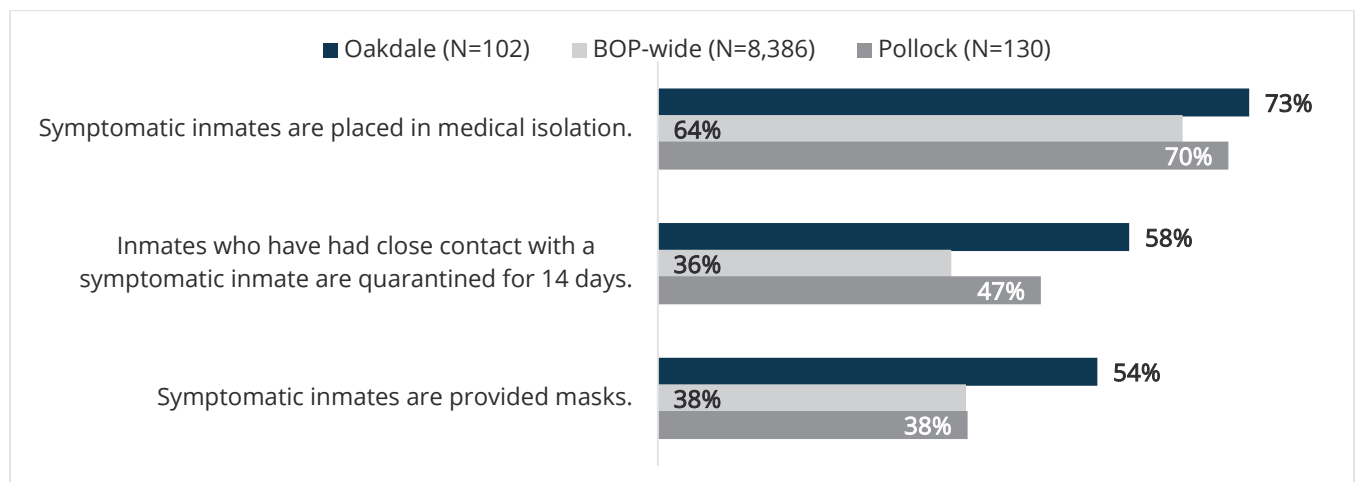 Oakdale (N=102) BOP-wide (N=8,386) Pollock (N=130)
Symptomatic inmates are placed in medical isolation.
73%
64%
70%
Inmates who have had close contact with a
symptomatic inmate are quarantined for 14 days.
58%
36%
47%
Symptomatic inmates are provided masks.
54%
38%
38%